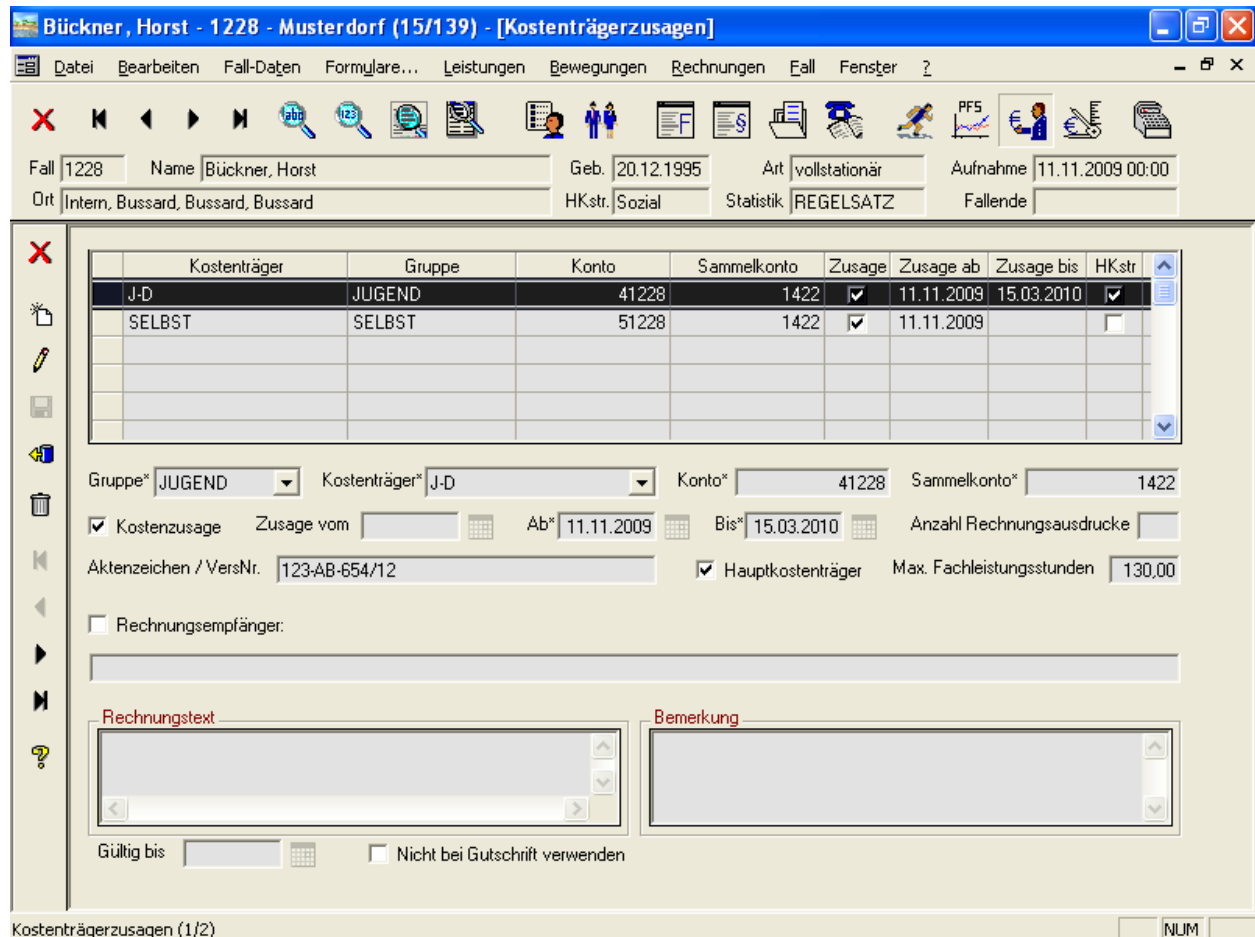 Bückner, Horst - 1228 - Musterdorf (15/139) - [Kostenträgerzusagen]
Datei Bearbeiten Fall-Daten Formulare... Leistungen Bewegungen Rechnungen Fall Fenster ?
abc 123 F § PFS € €
Fall 1228 Name Bückner, Horst Geb. 20.12.1995 Art vollstationär Aufnahme 11.11.2009 00:00
Ort Intern, Bussard, Bussard, Bussard HKstr. Sozial Statistik REGELSATZ Fallende
Kostenträger Gruppe Konto Sammelkonto Zusage Zusage ab Zusage bis HKstr
J-D JUGEND 41228 1422 11.11.2009 15.03.2010
SELBST SELBST 51228 1422 11.11.2009
Gruppe* JUGEND Kostenträger* J-D Konto* 41228 Sammelkonto* 1422
Kostenzusage Zusage vom Ab* 11.11.2009 Bis* 15.03.2010 Anzahl Rechnungsausdrucke
Aktenzeichen / VersNr. 123-AB-654/12 Hauptkostenträger Max. Fachleistungsstunden 130,00
Rechnungsempfänger:
Rechnungstext Bemerkung
Gültig bis Nicht bei Gutschrift verwenden
Kostenträgerzusagen (1/2) NUM